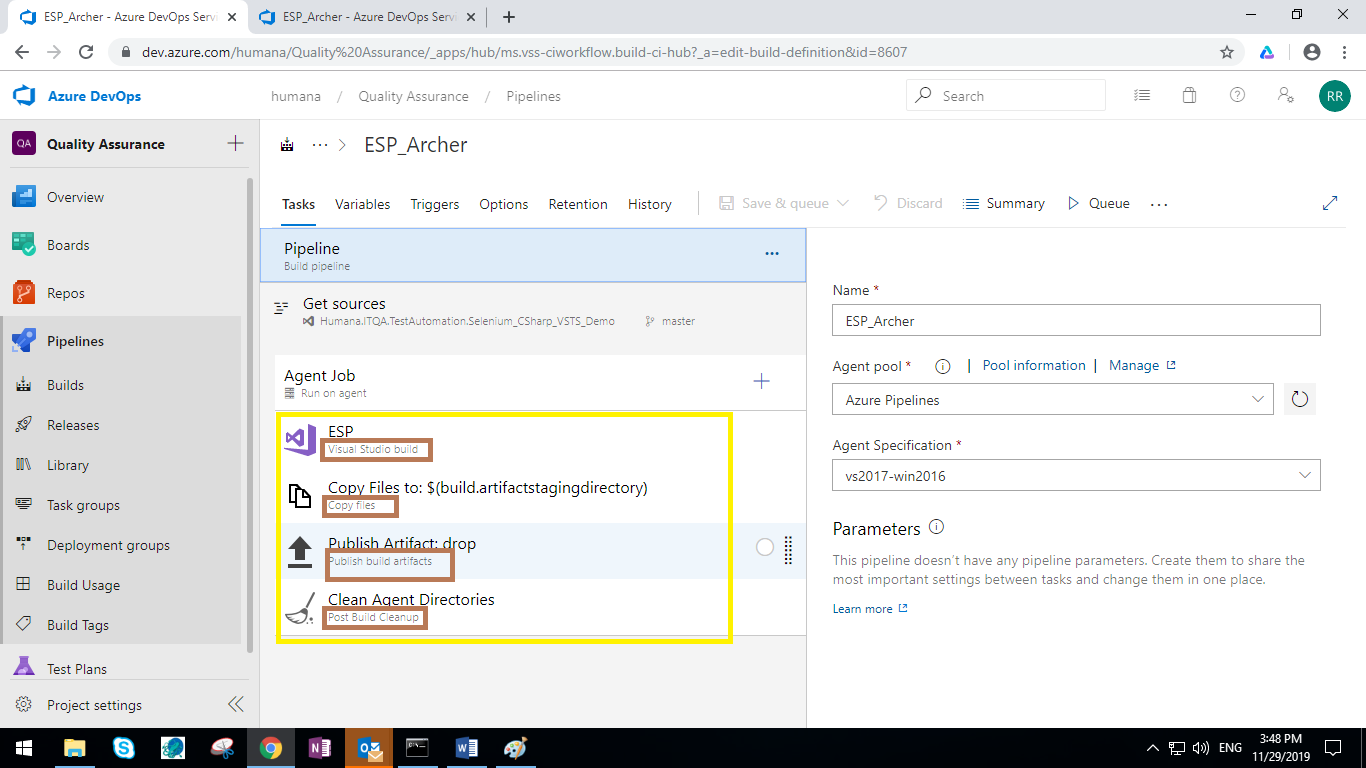 ESP_Archer - Azure DevOps Servi
ESP_Archer - Azure DevOps Servi
dev.azure.com/humana/Quality%20Assurance/_apps/hub/ms.vss-ciworkflow.build-ci-hub?_a=edit-build-definition&id=8607
Azure DevOps
humana / Quality Assurance / Pipelines
Search
RR
QA Quality Assurance
Overview
Boards
Repos
Pipelines
Builds
Releases
Library
Task groups
Deployment groups
Build Usage
Build Tags
Test Plans
Project settings
... > ESP_Archer
Tasks Variables Triggers Options Retention History Save & queue Discard Summary Queue ...
Pipeline
Build pipeline
Get sources
Humana.ITQA.TestAutomation.Selenium_CSharp_VSTS_Demo master
Agent Job
Run on agent
ESP
Visual Studio build
Copy Files to: $(build.artifactstagingdirectory)
Copy files
Publish Artifact: drop
Publish build artifacts
Clean Agent Directories
Post Build Cleanup
Name *
ESP_Archer
Agent pool * | Pool information | Manage
Azure Pipelines
Agent Specification *
vs2017-win2016
Parameters
This pipeline doesn't have any pipeline parameters. Create them to share the
most important settings between tasks and change them in one place.
Learn more
ENG
3:48 PM
11/29/2019